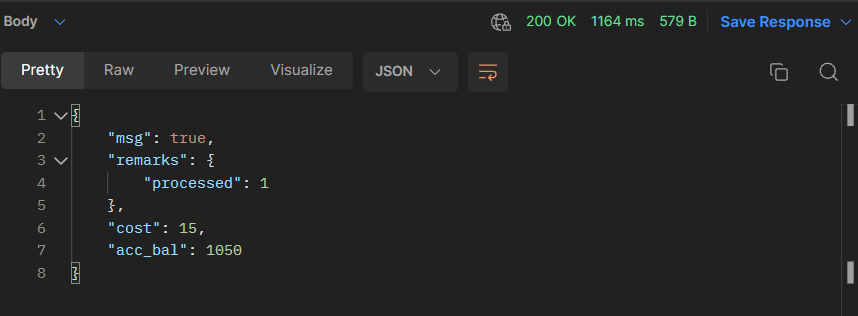 Body 200 OK 1164 ms 579 B Save Response
Pretty Raw Preview Visualize JSON
1 {
2 "msg": true,
3 "remarks": {
4 "processed": 1
5 },
6 "cost": 15,
7 "acc_bal": 1050
8 }